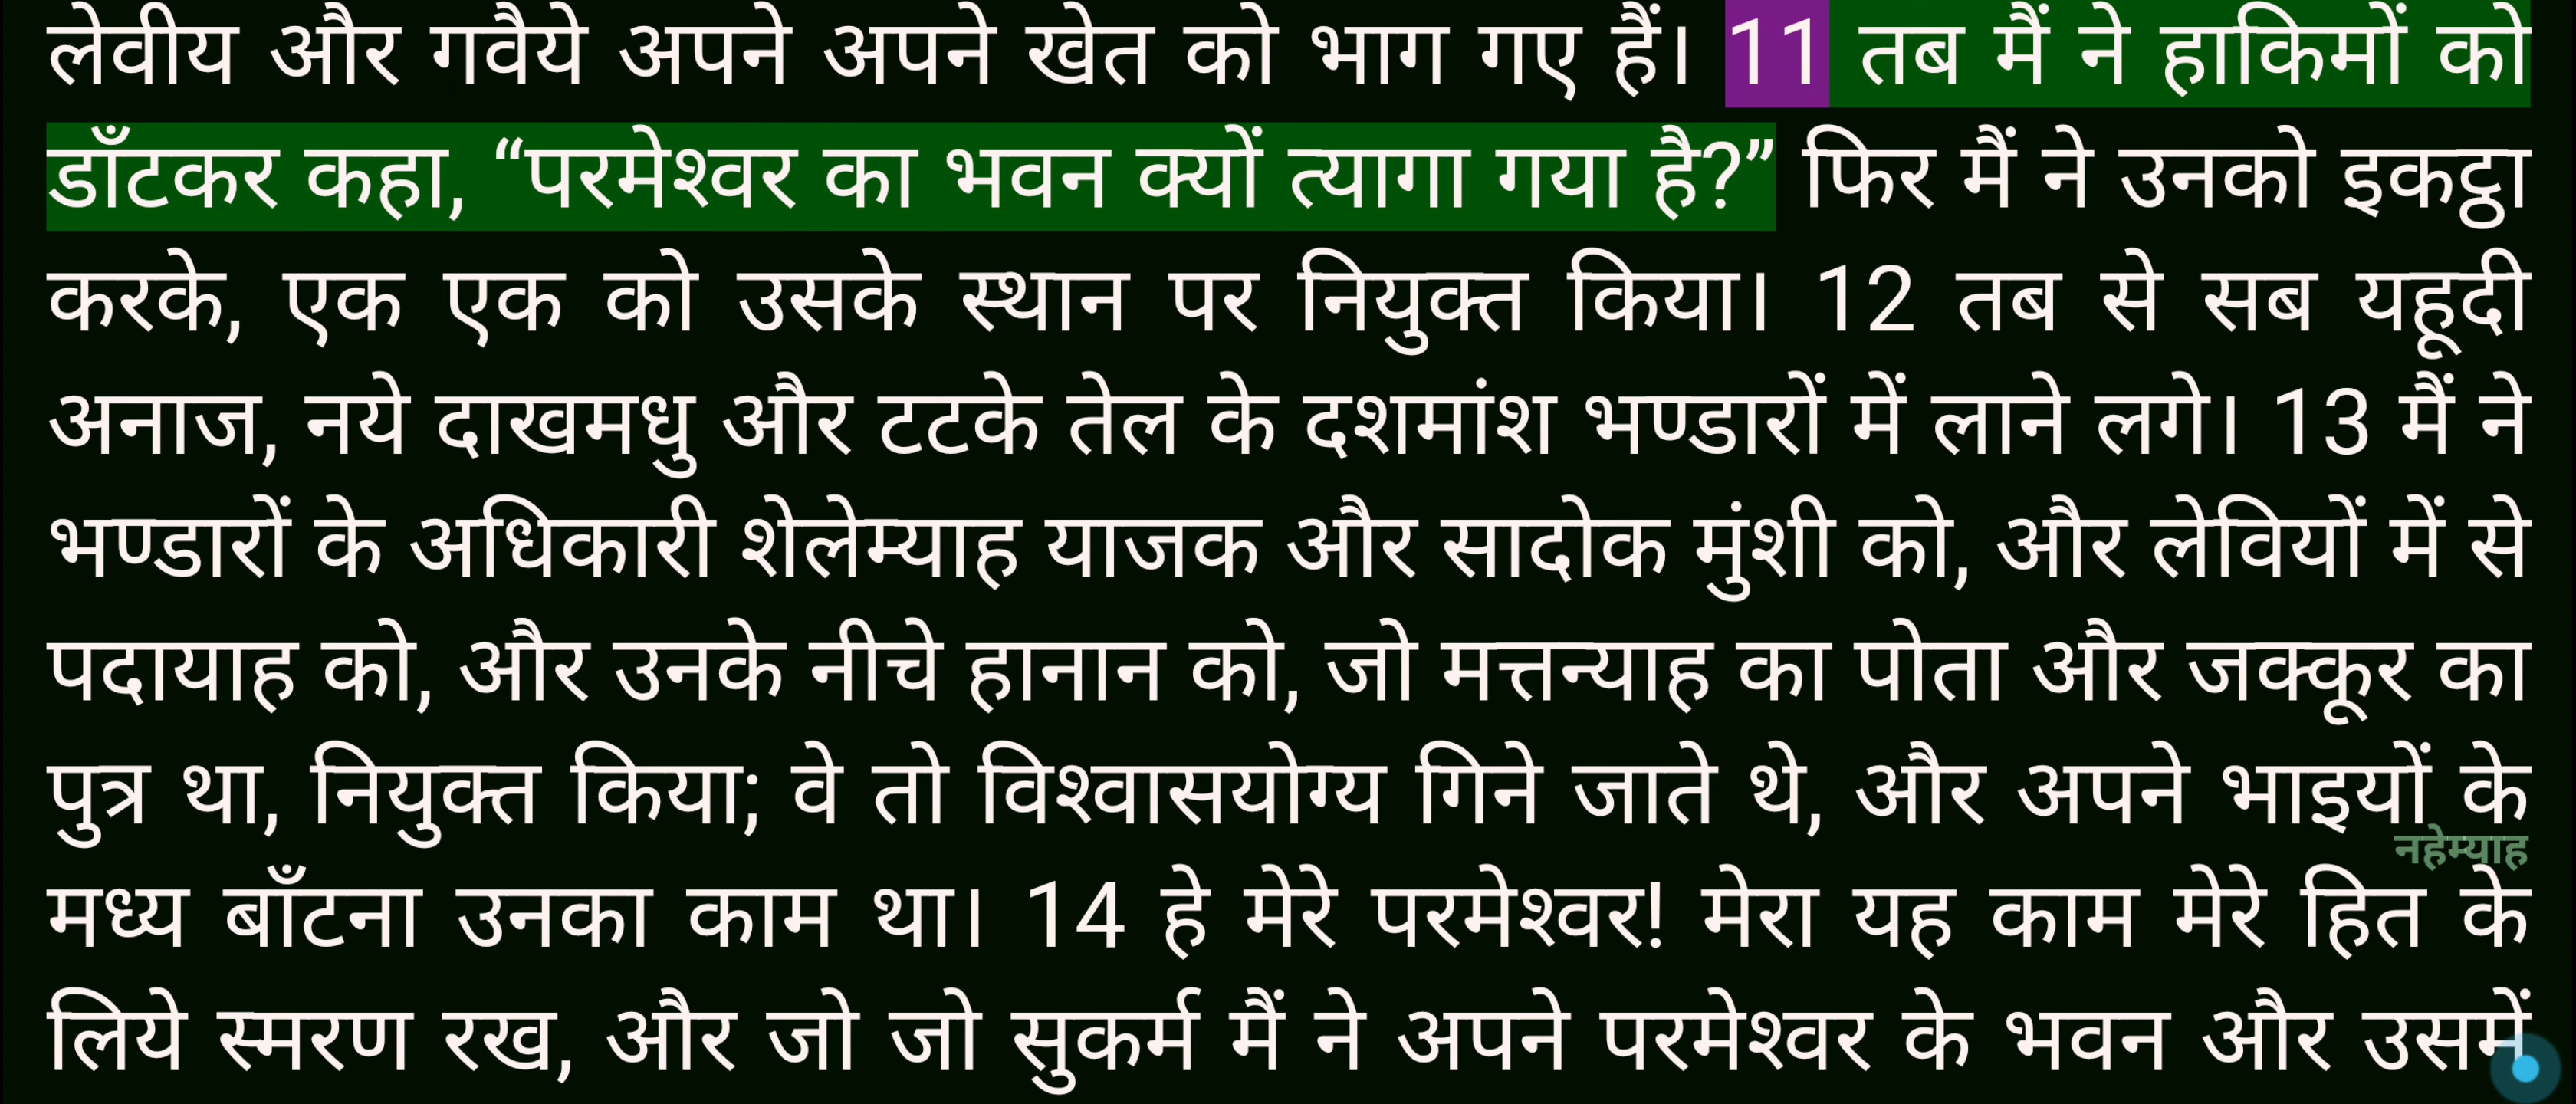 लेवीय और गवैये अपने अपने खेत को भाग गए हैं। 11 तब मैं ने हाकिमों को
डाँटकर कहा, “परमेश्‍वर का भवन क्यों त्यागा गया है?” फिर मैं ने उनको इकट्ठा
करके, एक एक को उसके स्थान पर नियुक्त किया। 12 तब से सब यहूदी
अनाज, नये दाखमधु और टटके तेल के दशमांश भण्डारों में लाने लगे। 13 मैं ने
भण्डारों के अधिकारी शेलेम्याह याजक और सादोक मुंशी को, और लेवियों में से
पदायाह को, और उनके नीचे हानान को, जो मत्तन्याह का पोता और जक्‍कूर का
पुत्र था, नियुक्त किया; वे तो विश्‍वासयोग्य गिने जाते थे, और अपने भाइयों के
नहेम्याह
मध्य बाँटना उनका काम था। 14 हे मेरे परमेश्‍वर! मेरा यह काम मेरे हित के
लिये स्मरण रख, और जो जो सुकर्म मैं ने अपने परमेश्‍वर के भवन और उसमें